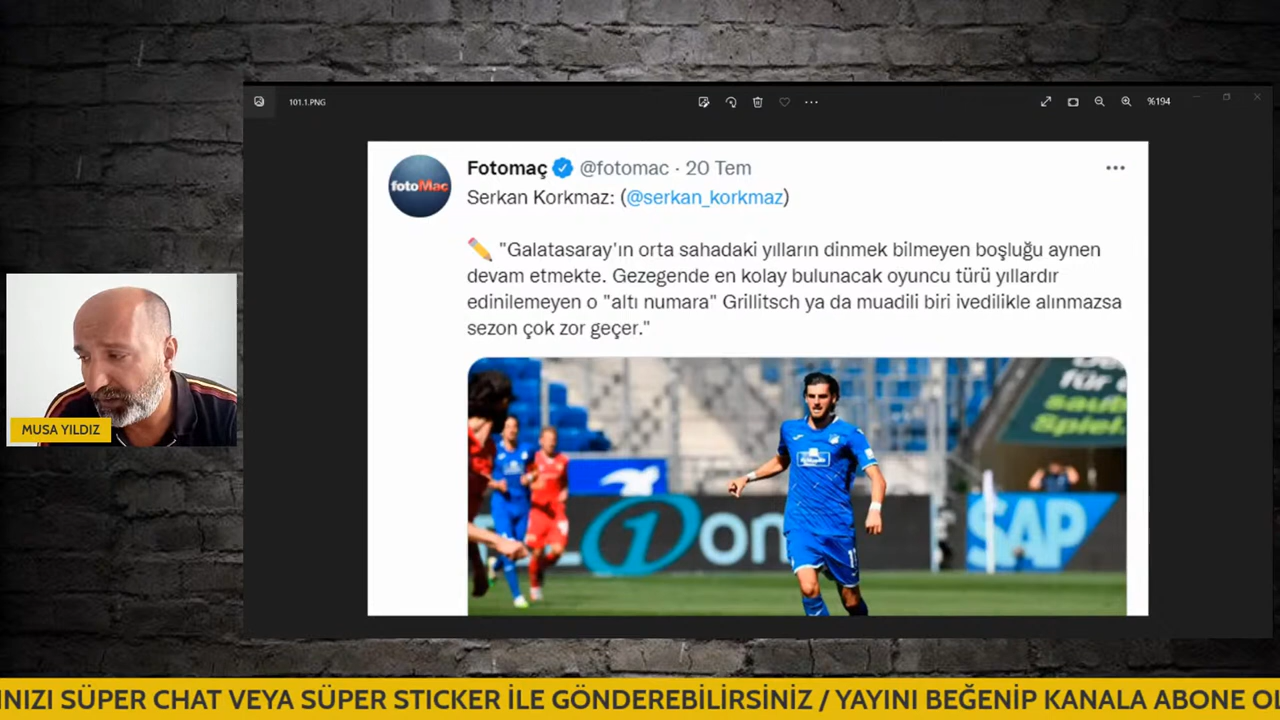 101.1.PNG
%194
fotoMac
Fotomaç @fotomac · 20 Tem
Serkan Korkmaz: (@serkan_korkmaz)
"Galatasaray'ın orta sahadaki yılların dinmek bilmeyen boşluğu aynen
devam etmekte. Gezegende en kolay bulunacak oyuncu türü yıllardır
edinilemeyen o "altı numara" Grillitsch ya da muadili biri ivedilikle alınmazsa
sezon çok zor geçer."
für
Spiel.
SAP
MUSA YILDIZ
SÜPER CHAT VEYA SÜPER STICKER İLE GÖNDEREBİLİRSİNİZ / YAYINI BEĞENİP KANALA ABONE